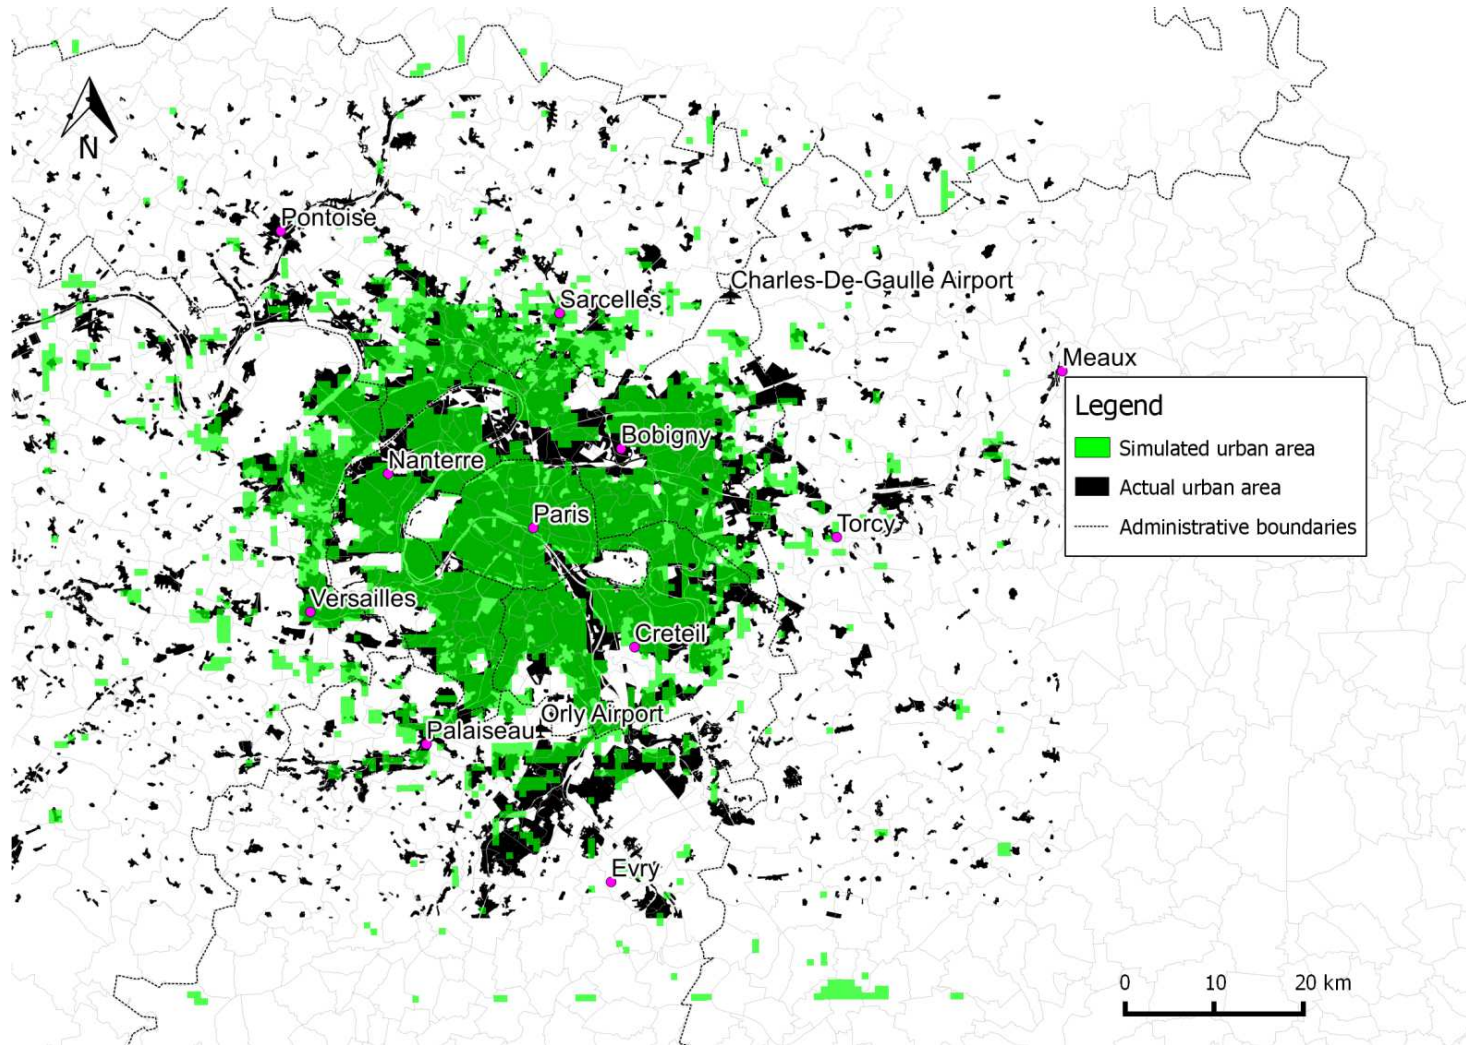 N
Pontoise
Charles-De-Gaulle Airport
Sarcelles
Meaux
Legend
Simulated urban area
Actual urban area
Administrative boundaries
Bobigny
Nanterre
Paris
Torcy
Versailles
Creteil
Orly Airport
Palaiseau
Evry
0 10 20 km